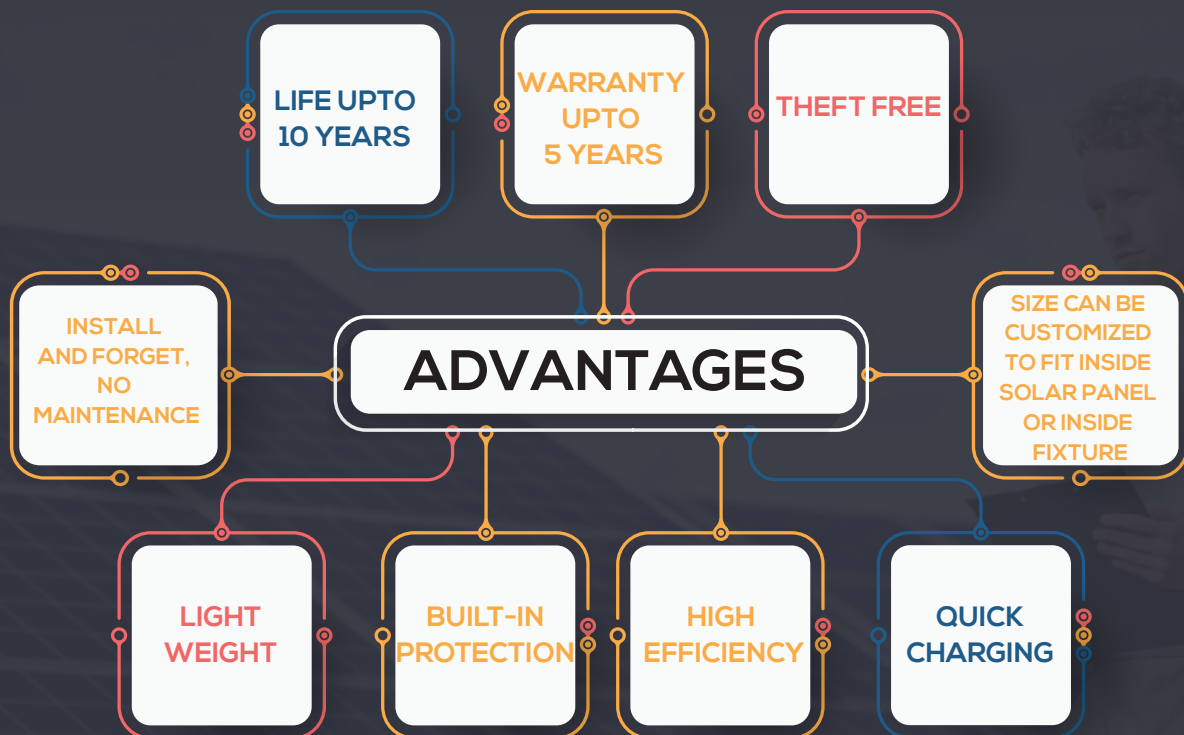 LIFE UPTO
10 YEARS
WARRANTY
UPTO
5 YEARS
THEFT FREE
INSTALL
AND FORGET,
NO
MAINTENANCE
ADVANTAGES
SIZE CAN BE
CUSTOMIZED
TO FIT INSIDE
SOLAR PANEL
OR INSIDE
FIXTURE
LIGHT
WEIGHT
BUILT-IN
PROTECTION
HIGH
EFFICIENCY
QUICK
CHARGING